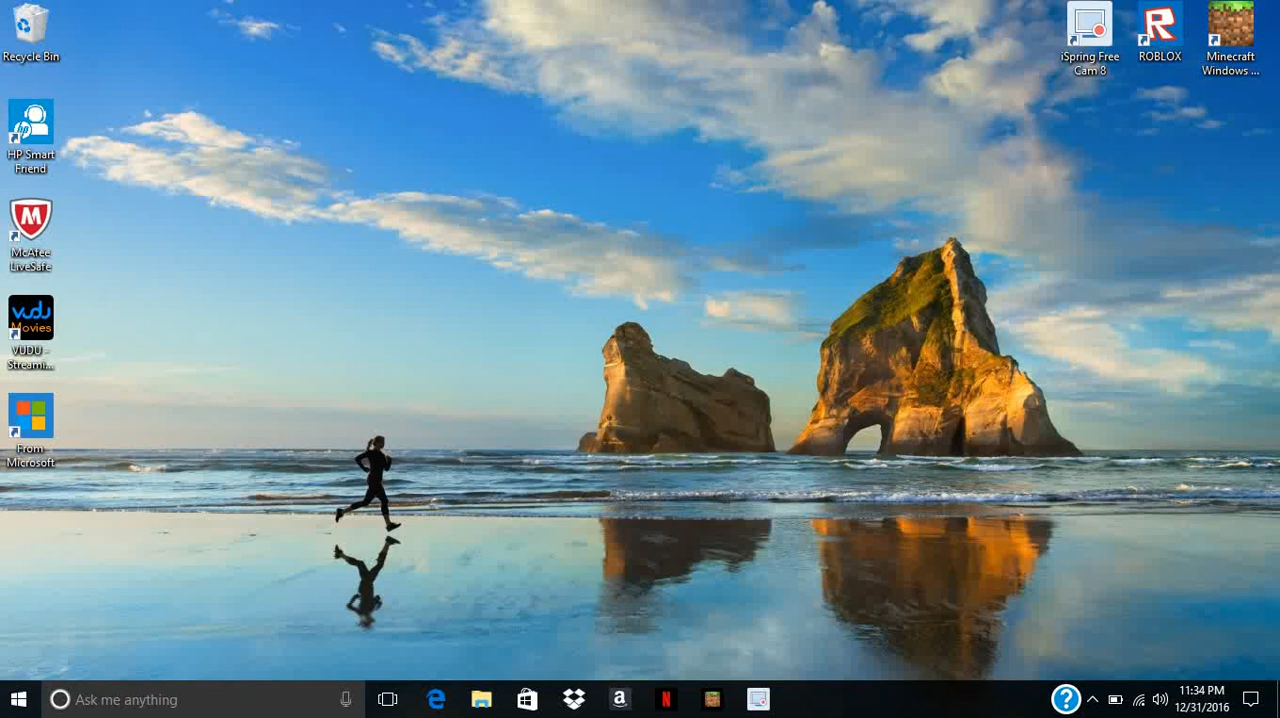 Recycle Bin
hp
HP Smart
Friend
M
McAfee
LiveSafe
vudu
Movies
VUDU -
Streami...
From
Microsoft
iSpring Free
Cam 8
R
ROBLOX
Minecraft
Windows ...
Ask me anything
e
a
N
?
11:34 PM
12/31/2016